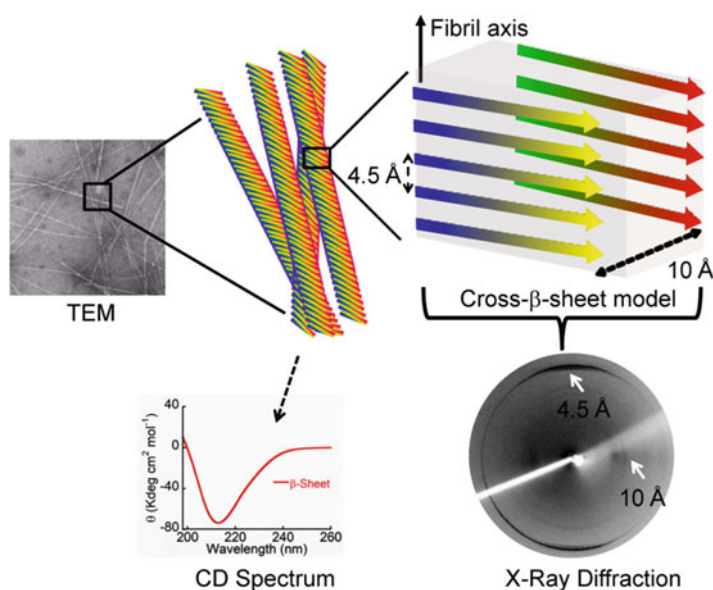 Fibril axis
4.5 Å
10 Å
TEM
Cross-β-sheet model
4.5 Å
10 Å
40
0
-40
-80
θ (Kdeg cm² mol⁻¹)
β-Sheet
200 220 240 260
Wavelength (nm)
CD Spectrum
X-Ray Diffraction